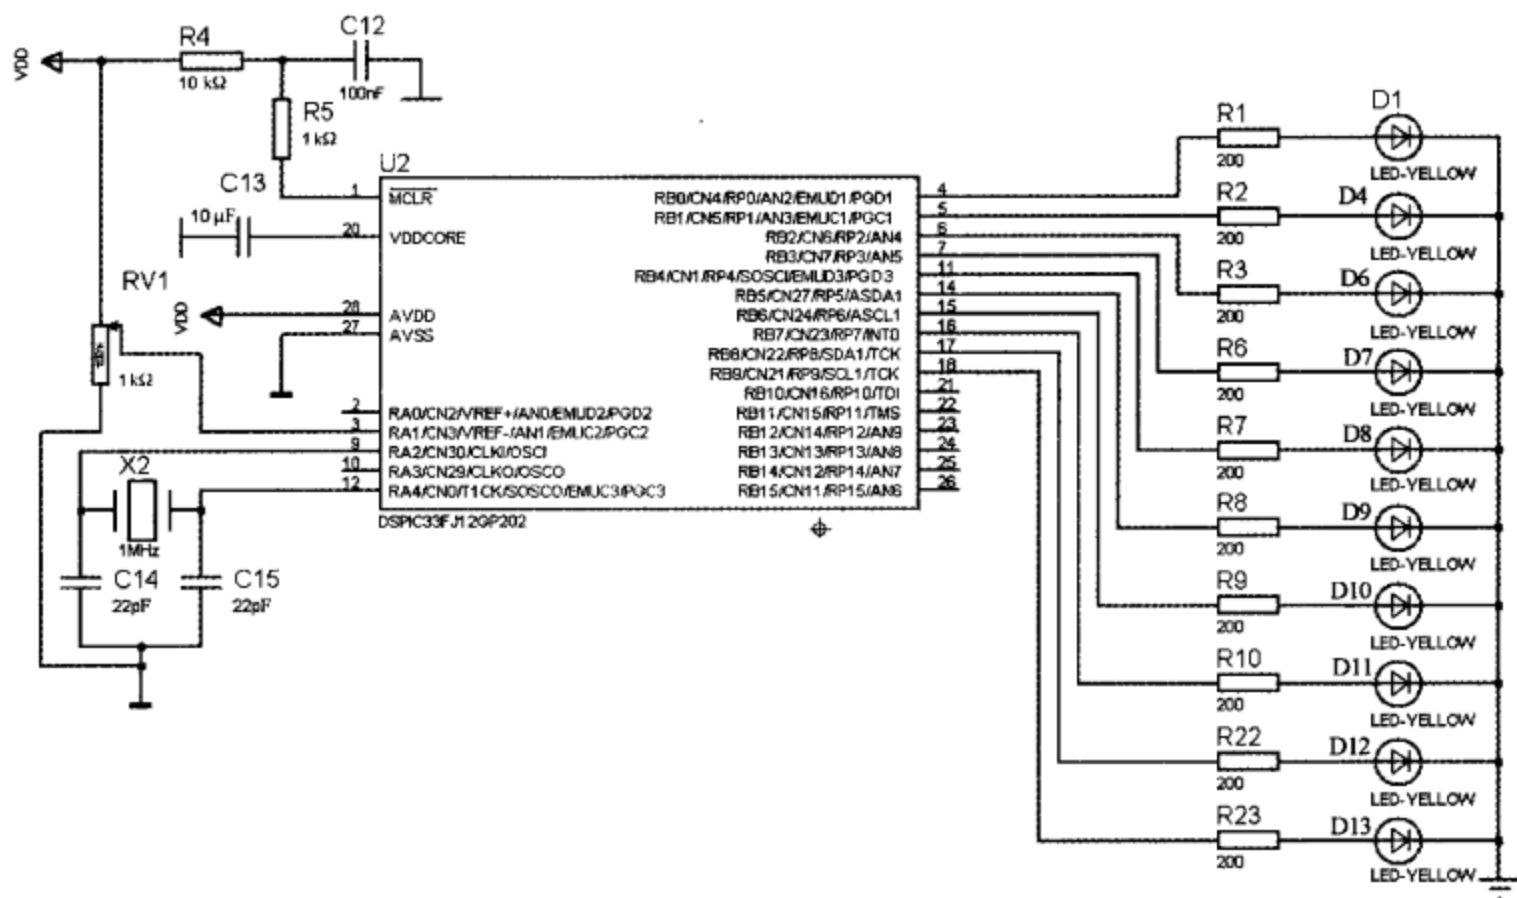 VDD
R4
10 kΩ
C12
100nF
R5
1 kΩ
U2
C13
10 µF
RV1
VDD
1 kΩ
X2
1MHz
C14
22pF
C15
22pF
1
MCLR
20
VDDCORE
28
AVDD
27
AVSS
2
RA0/CN2/VREF+/AN0/EMUD2/PGD2
3
RA1/CN3/VREF-/AN1/EMUC2/PGC2
9
RA2/CN30/CLKI/OSCI
10
RA3/CN29/CLKO/OSCO
12
RA4/CN0/T1CK/SOSCO/EMUC3/PGC3
DSPIC33FJ12GP202
RB0/CN4/RP0/AN2/EMUD1/PGD1
4
RB1/CN5/RP1/AN3/EMUC1/PGC1
5
RB2/CN6/RP2/AN4
6
RB3/CN7/RP3/AN5
7
RB4/CN1/RP4/SOSCI/EMUD3/PGD3
11
RB5/CN27/RP5/ASDA1
14
RB6/CN24/RP6/ASCL1
15
RB7/CN23/RP7/INT0
16
RB8/CN22/RP8/SDA1/TCK
17
RB9/CN21/RP9/SCL1/TCK
18
RB10/CN16/RP10/TDI
21
RB11/CN15/RP11/TMS
22
RB12/CN14/RP12/AN9
23
RB13/CN13/RP13/AN8
24
RB14/CN12/RP14/AN7
25
RB15/CN11/RP15/AN6
26
R1
200
D1
LED-YELLOW
R2
200
D4
LED-YELLOW
R3
200
D6
LED-YELLOW
R6
200
D7
LED-YELLOW
R7
200
D8
LED-YELLOW
R8
200
D9
LED-YELLOW
R9
200
D10
LED-YELLOW
R10
200
D11
LED-YELLOW
R22
200
D12
LED-YELLOW
R23
200
D13
LED-YELLOW